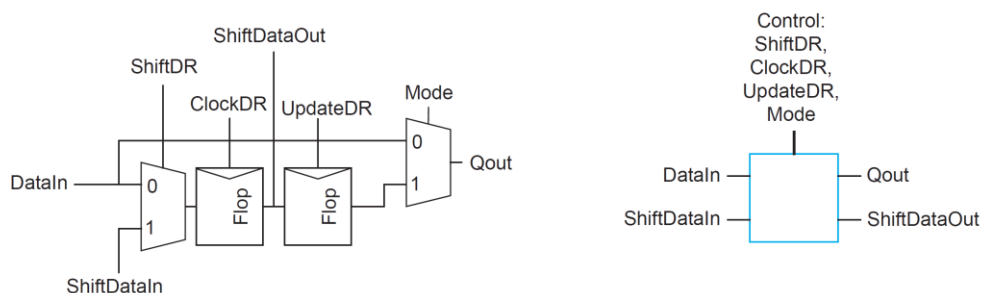 ShiftDataOut
ShiftDR
ClockDR
UpdateDR
Mode
0
Qout
DataIn
0
1
Flop
Flop
1
ShiftDataIn
Control:
ShiftDR,
ClockDR,
UpdateDR,
Mode
DataIn
Qout
ShiftDataIn
ShiftDataOut